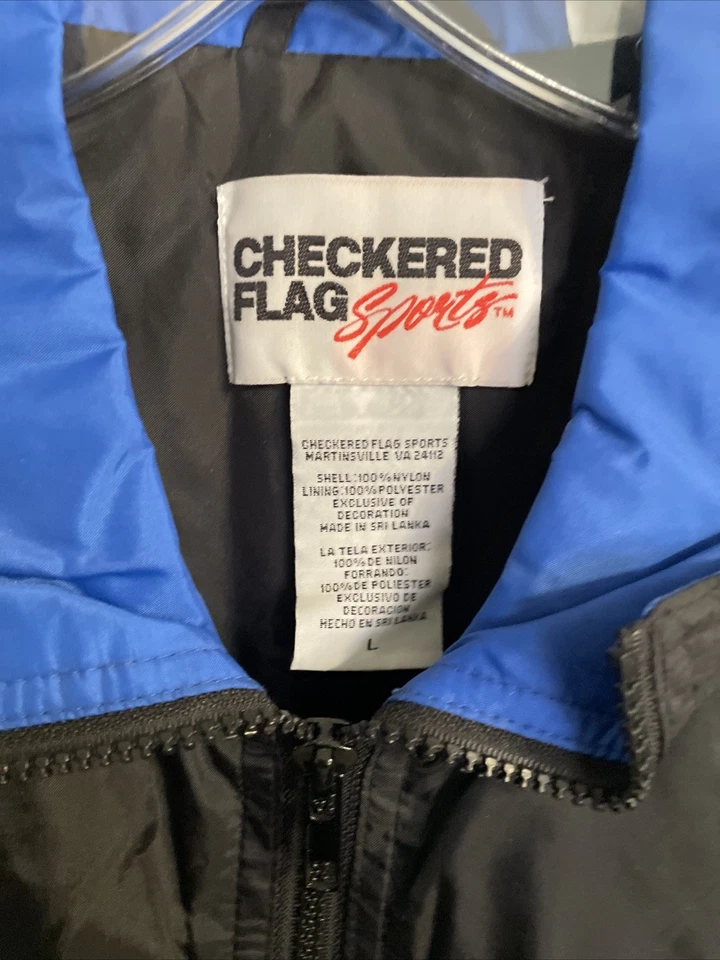 CHECKERED
FLAG Sports™
CHECKERED FLAG SPORTS
MARTINSVILLE VA 24112
SHELL:100%NYLON
LINING:100%POLYESTER
EXCLUSIVE OF
DECORATION
MADE IN SRI LANKA
LA TELA EXTERIOR:
100%DE NILON
FORRANDO:
100%DE POLIESTER
EXCLUSIVO DE
DECORACION
HECHO EN SRI LANKA
L